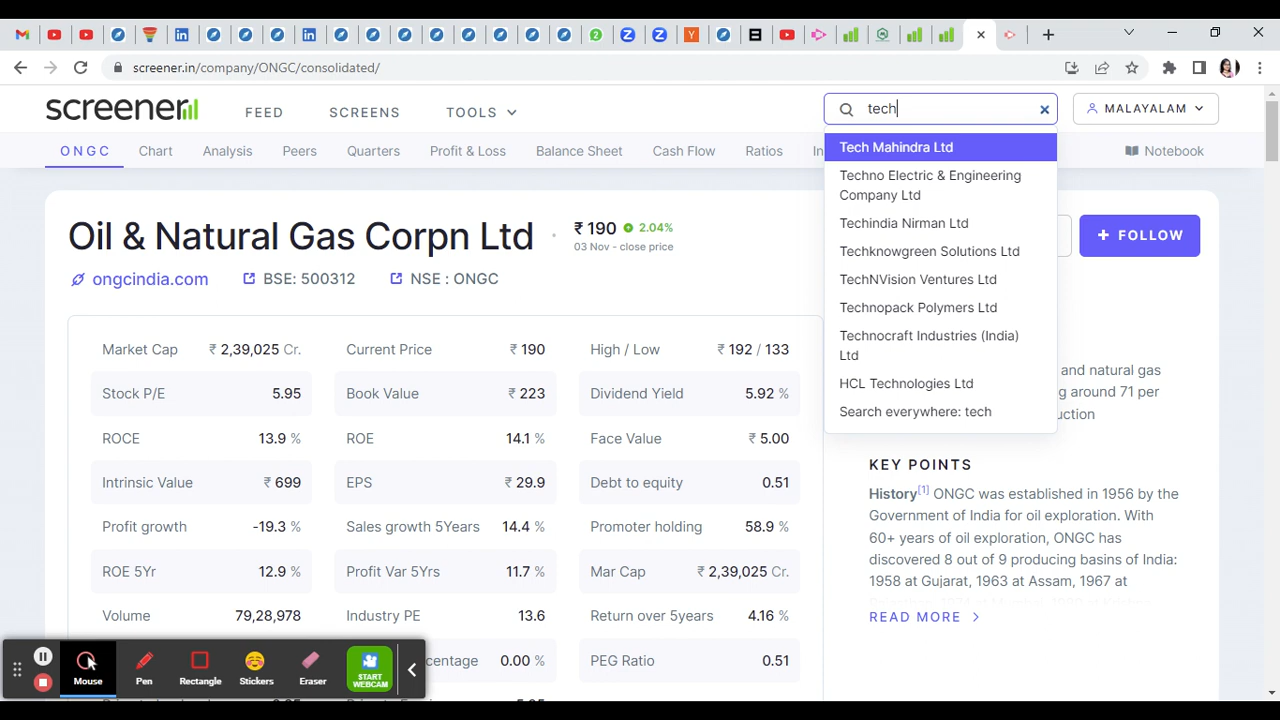 screener.in/company/ONGC/consolidated/
screener
FEED SCREENS TOOLS
tech
MALAYALAM
ONGC Chart Analysis Peers Quarters Profit & Loss Balance Sheet Cash Flow Ratios In Notebook
Tech Mahindra Ltd
Techno Electric & Engineering
Company Ltd
Techindia Nirman Ltd
Techknowgreen Solutions Ltd
TechNVision Ventures Ltd
Technopack Polymers Ltd
Technocraft Industries (India)
Ltd
HCL Technologies Ltd
Search everywhere: tech
Oil & Natural Gas Corpn Ltd
₹ 190 2.04%
03 Nov - close price
+ FOLLOW
ongcindia.com BSE: 500312 NSE : ONGC
Market Cap ₹ 2,39,025 Cr. Current Price ₹ 190 High / Low ₹ 192 / 133
Stock P/E 5.95 Book Value ₹ 223 Dividend Yield 5.92 %
ROCE 13.9 % ROE 14.1 % Face Value ₹ 5.00
Intrinsic Value ₹ 699 EPS ₹ 29.9 Debt to equity 0.51
Profit growth -19.3 % Sales growth 5Years 14.4 % Promoter holding 58.9 %
ROE 5Yr 12.9 % Profit Var 5Yrs 11.7 % Mar Cap ₹ 2,39,025 Cr.
Volume 79,28,978 Industry PE 13.6 Return over 5years 4.16 %
centage 0.00 % PEG Ratio 0.51
and natural gas
g around 71 per
uction
KEY POINTS
History[1] ONGC was established in 1956 by the
Government of India for oil exploration. With
60+ years of oil exploration, ONGC has
discovered 8 out of 9 producing basins of India:
1958 at Gujarat, 1963 at Assam, 1967 at
READ MORE
Mouse Pen Rectangle Stickers Eraser START
WEBCAM